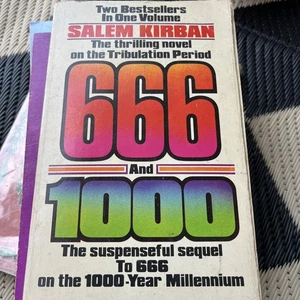 Two Bestsellers
In One Volume
SALEM KIRBAN
The thrilling novel
on the Tribulation Period
666
And
1000
The suspenseful sequel
To 666
on the 1000-Year Millennium